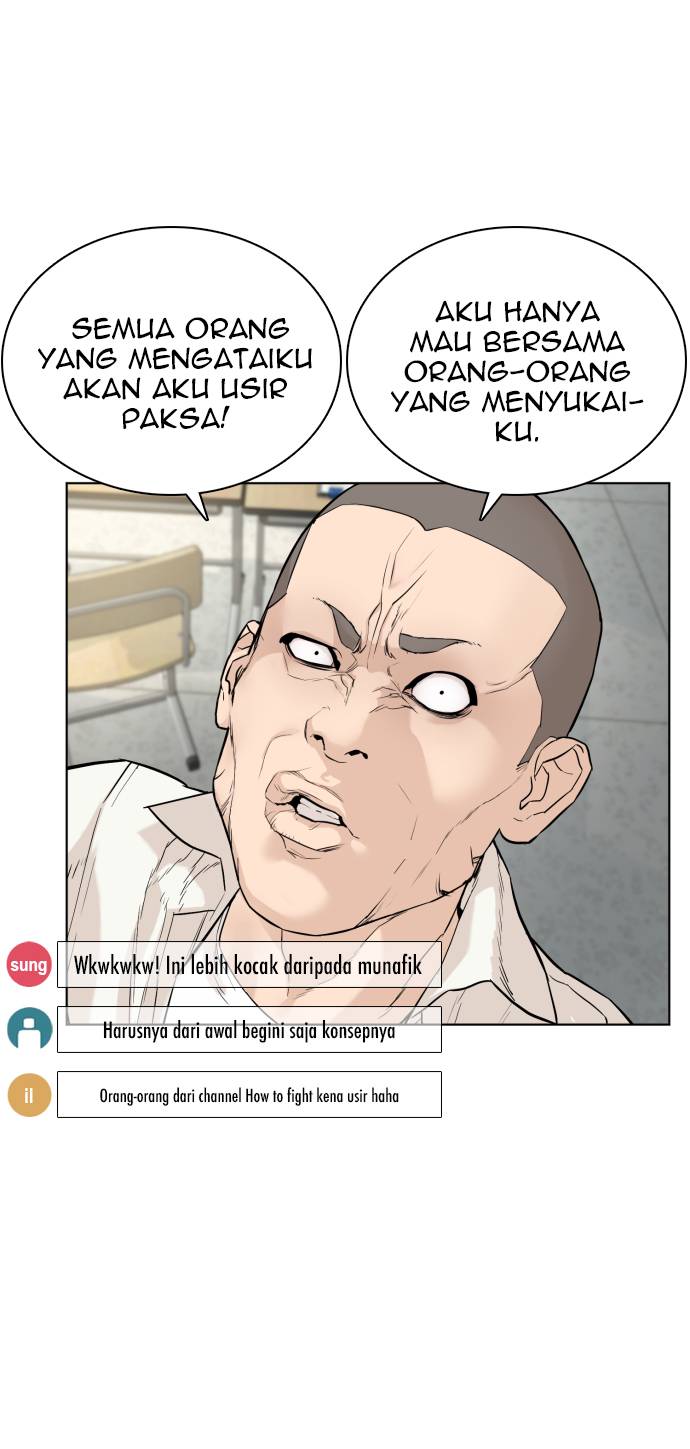 SEMUA ORANG
YANG MENGATAIKU
AKAN AKU USIR
PAKSA!
AKU HANYA
MAU BERSAMA
ORANG-ORANG
YANG MENYUKAI-
KU.
sung
Wkwkwkw! Ini lebih kocak daripada munafik
Harusnya dari awal begini saja konsepnya
il
Orang-orang dari channel How to fight kena usir haha